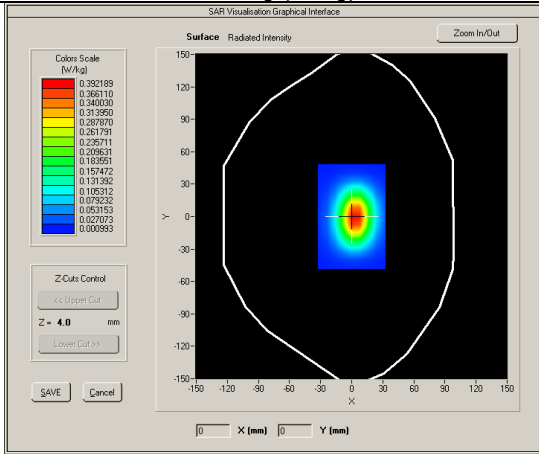 SAR Visualisation Graphical Interface
Surface Radiated Intensity
Zoom In/Out
Colors Scale
(W/kg)
0.392189
0.366110
0.340030
0.313950
0.287870
0.261791
0.235711
0.209631
0.183551
0.157472
0.131392
0.105312
0.079232
0.053153
0.027073
0.000993
Z-Cuts Control
<< Upper Cut
Z = 4.0 mm
Lower Cut >>
SAVE Cancel
150
120
90
60
30
0
-30
-60
-90
-120
-150
Y
-150 -120 -90 -60 -30 0 30 60 90 120 150
X
0 X (mm) 0 Y (mm)